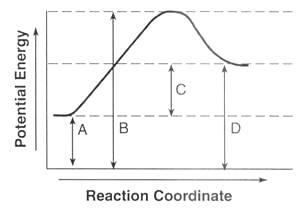 Potential Energy
A
B
C
D
Reaction Coordinate